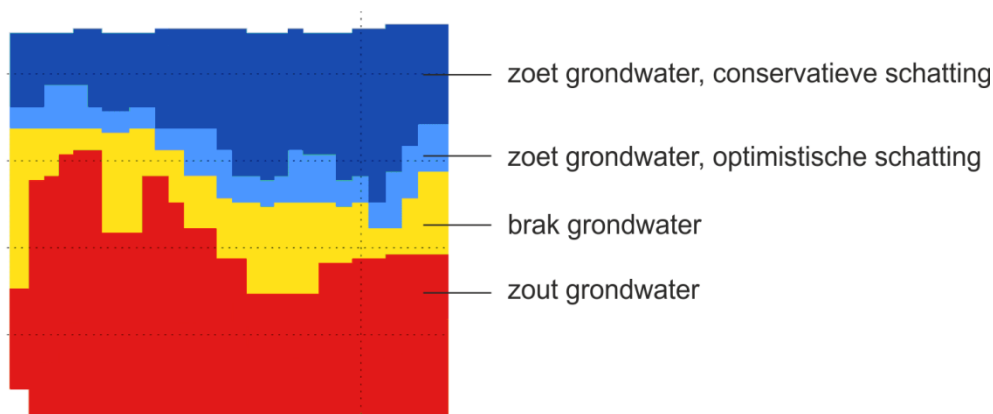 zoet grondwater, conservatieve schatting
zoet grondwater, optimistische schatting
brak grondwater
zout grondwater